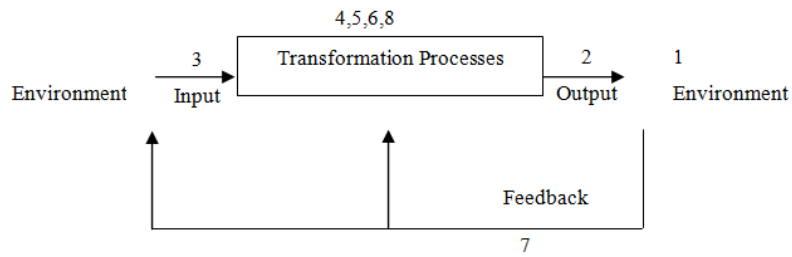 4,5,6,8
3
Transformation Processes
2
1
Environment
Input
Output
Environment
Feedback
7